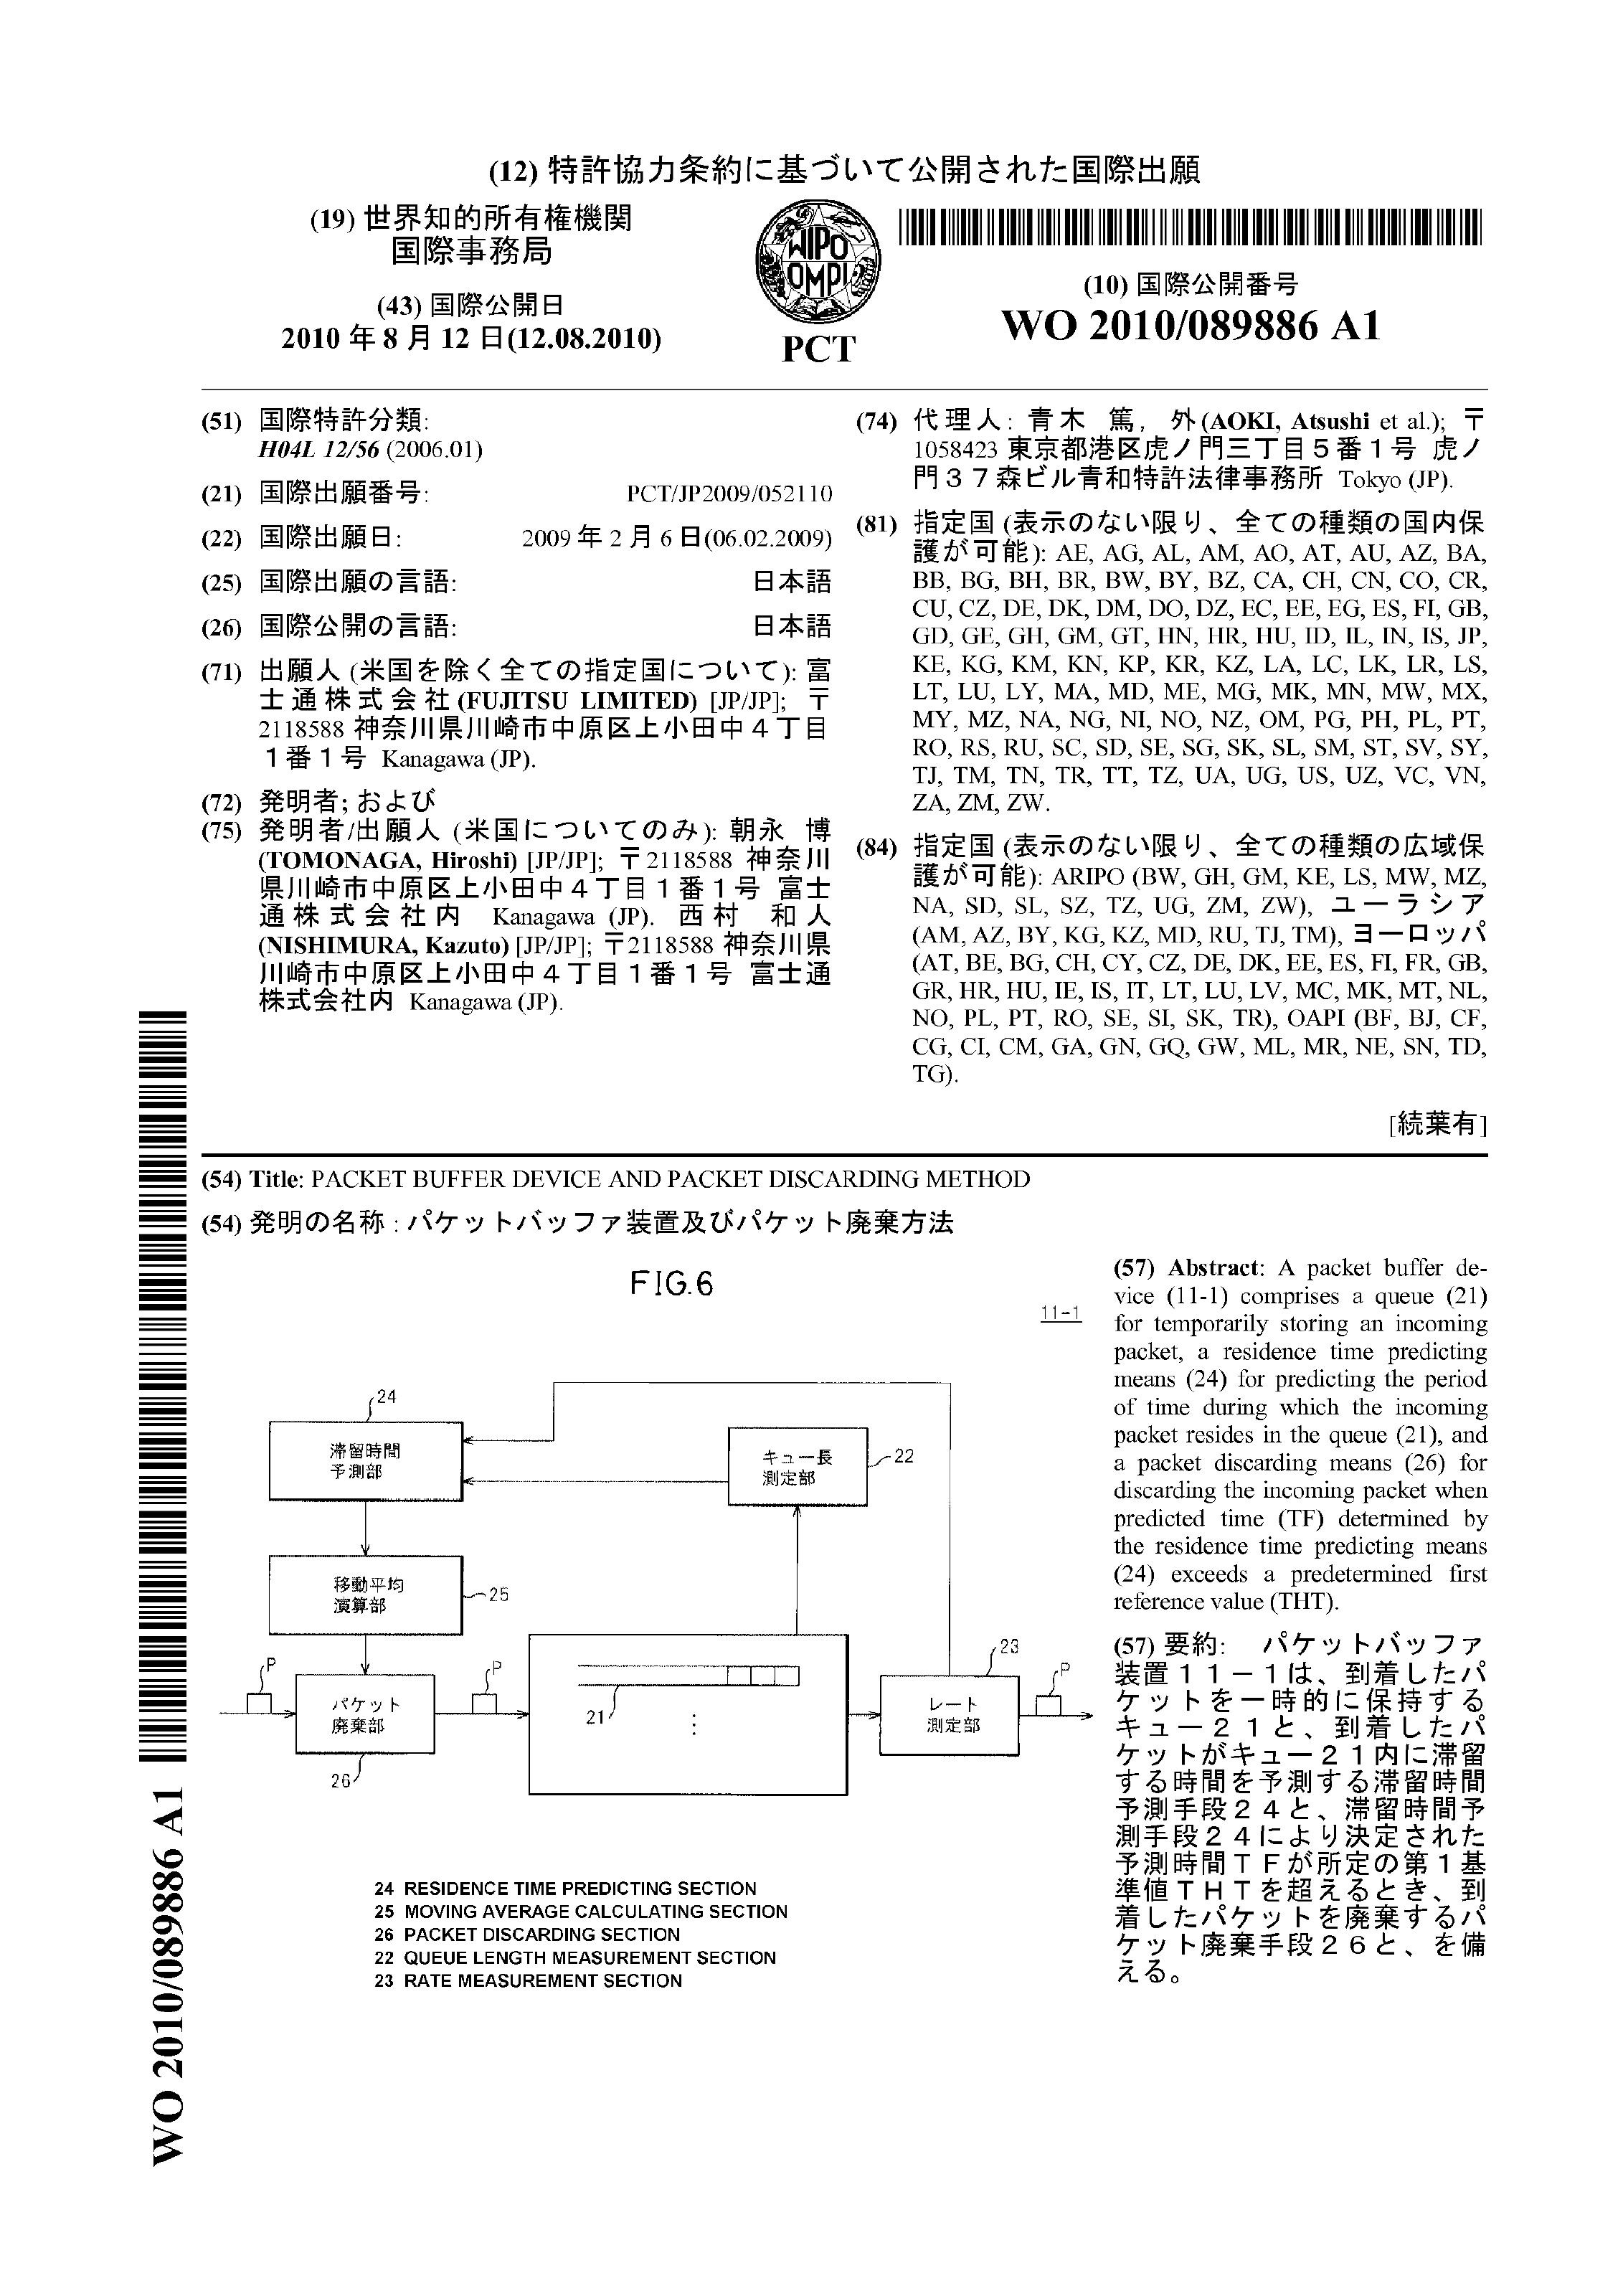 (12) 特許協力条約に基づいて公開された国際出願
(19) 世界知的所有権機関
国際事務局
(43) 国際公開日
2010 年 8 月 12 日(12.08.2010)
WIPO
OMPI
PCT
(10) 国際公開番号
WO 2010/089886 A1
(51) 国際特許分類:
H04L 12/56 (2006.01)
(21) 国際出願番号: PCT/JP2009/052110
(22) 国際出願日: 2009 年 2 月 6 日(06.02.2009)
(25) 国際出願の言語: 日本語
(26) 国際公開の言語: 日本語
(71) 出願人 (米国を除く全ての指定国について): 富
士通株式会社(FUJITSU LIMITED) [JP/JP]; 〒
2118588 神奈川県川崎市中原区上小田中４丁目
１番１号 Kanagawa (JP).
(72) 発明者; および
(75) 発明者/出願人 (米国についてのみ): 朝永 博
(TOMONAGA, Hiroshi) [JP/JP]; 〒2118588 神奈川
県川崎市中原区上小田中４丁目１番１号 富士
通株式会社内 Kanagawa (JP). 西村 和人
(NISHIMURA, Kazuto) [JP/JP]; 〒2118588 神奈川県
川崎市中原区上小田中４丁目１番１号 富士通
株式会社内 Kanagawa (JP).
(74) 代理人: 青木 篤, 外(AOKI, Atsushi et al.); 〒
1058423 東京都港区虎ノ門三丁目５番１号 虎ノ
門３７森ビル青和特許法律事務所 Tokyo (JP).
(81) 指定国 (表示のない限り、全ての種類の国内保
護が可能): AE, AG, AL, AM, AO, AT, AU, AZ, BA,
BB, BG, BH, BR, BW, BY, BZ, CA, CH, CN, CO, CR,
CU, CZ, DE, DK, DM, DO, DZ, EC, EE, EG, ES, FI, GB,
GD, GE, GH, GM, GT, HN, HR, HU, ID, IL, IN, IS, JP,
KE, KG, KM, KN, KP, KR, KZ, LA, LC, LK, LR, LS,
LT, LU, LY, MA, MD, ME, MG, MK, MN, MW, MX,
MY, MZ, NA, NG, NI, NO, NZ, OM, PG, PH, PL, PT,
RO, RS, RU, SC, SD, SE, SG, SK, SL, SM, ST, SV, SY,
TJ, TM, TN, TR, TT, TZ, UA, UG, US, UZ, VC, VN,
ZA, ZM, ZW.
(84) 指定国 (表示のない限り、全ての種類の広域保
護が可能): ARIPO (BW, GH, GM, KE, LS, MW, MZ,
NA, SD, SL, SZ, TZ, UG, ZM, ZW), ユーラシア
(AM, AZ, BY, KG, KZ, MD, RU, TJ, TM), ヨーロッパ
(AT, BE, BG, CH, CY, CZ, DE, DK, EE, ES, FI, FR, GB,
GR, HR, HU, IE, IS, IT, LT, LU, LV, MC, MK, MT, NL,
NO, PL, PT, RO, SE, SI, SK, TR), OAPI (BF, BJ, CF,
CG, CI, CM, GA, GN, GQ, GW, ML, MR, NE, SN, TD,
TG).
[続葉有]
(54) Title: PACKET BUFFER DEVICE AND PACKET DISCARDING METHOD
(54) 発明の名称 : パケットバッファ装置及びパケット廃棄方法
FIG.6
11-1
24
滞留時間
予測部
キュー長
測定部
22
移動平均
演算部
25
P
パケット
廃棄部
26
P
21
23
レート
測定部
P
24 RESIDENCE TIME PREDICTING SECTION
25 MOVING AVERAGE CALCULATING SECTION
26 PACKET DISCARDING SECTION
22 QUEUE LENGTH MEASUREMENT SECTION
23 RATE MEASUREMENT SECTION
(57) Abstract: A packet buffer de-
vice (11-1) comprises a queue (21)
for temporarily storing an incoming
packet, a residence time predicting
means (24) for predicting the period
of time during which the incoming
packet resides in the queue (21), and
a packet discarding means (26) for
discarding the incoming packet when
predicted time (TF) determined by
the residence time predicting means
(24) exceeds a predetermined first
reference value (THT).
(57) 要約: パケットバッファ
装置１１－１は、到着したパ
ケットを一時的に保持する
キュー２１と、到着したパ
ケットがキュー２１内に滞留
する時間を予測する滞留時間
予測手段２４と、滞留時間予
測手段２４により決定された
予測時間ＴＦが所定の第１基
準値ＴＨＴを超えるとき、到
着したパケットを廃棄するパ
ケット廃棄手段２６と、を備
える。
WO 2010/089886 A1